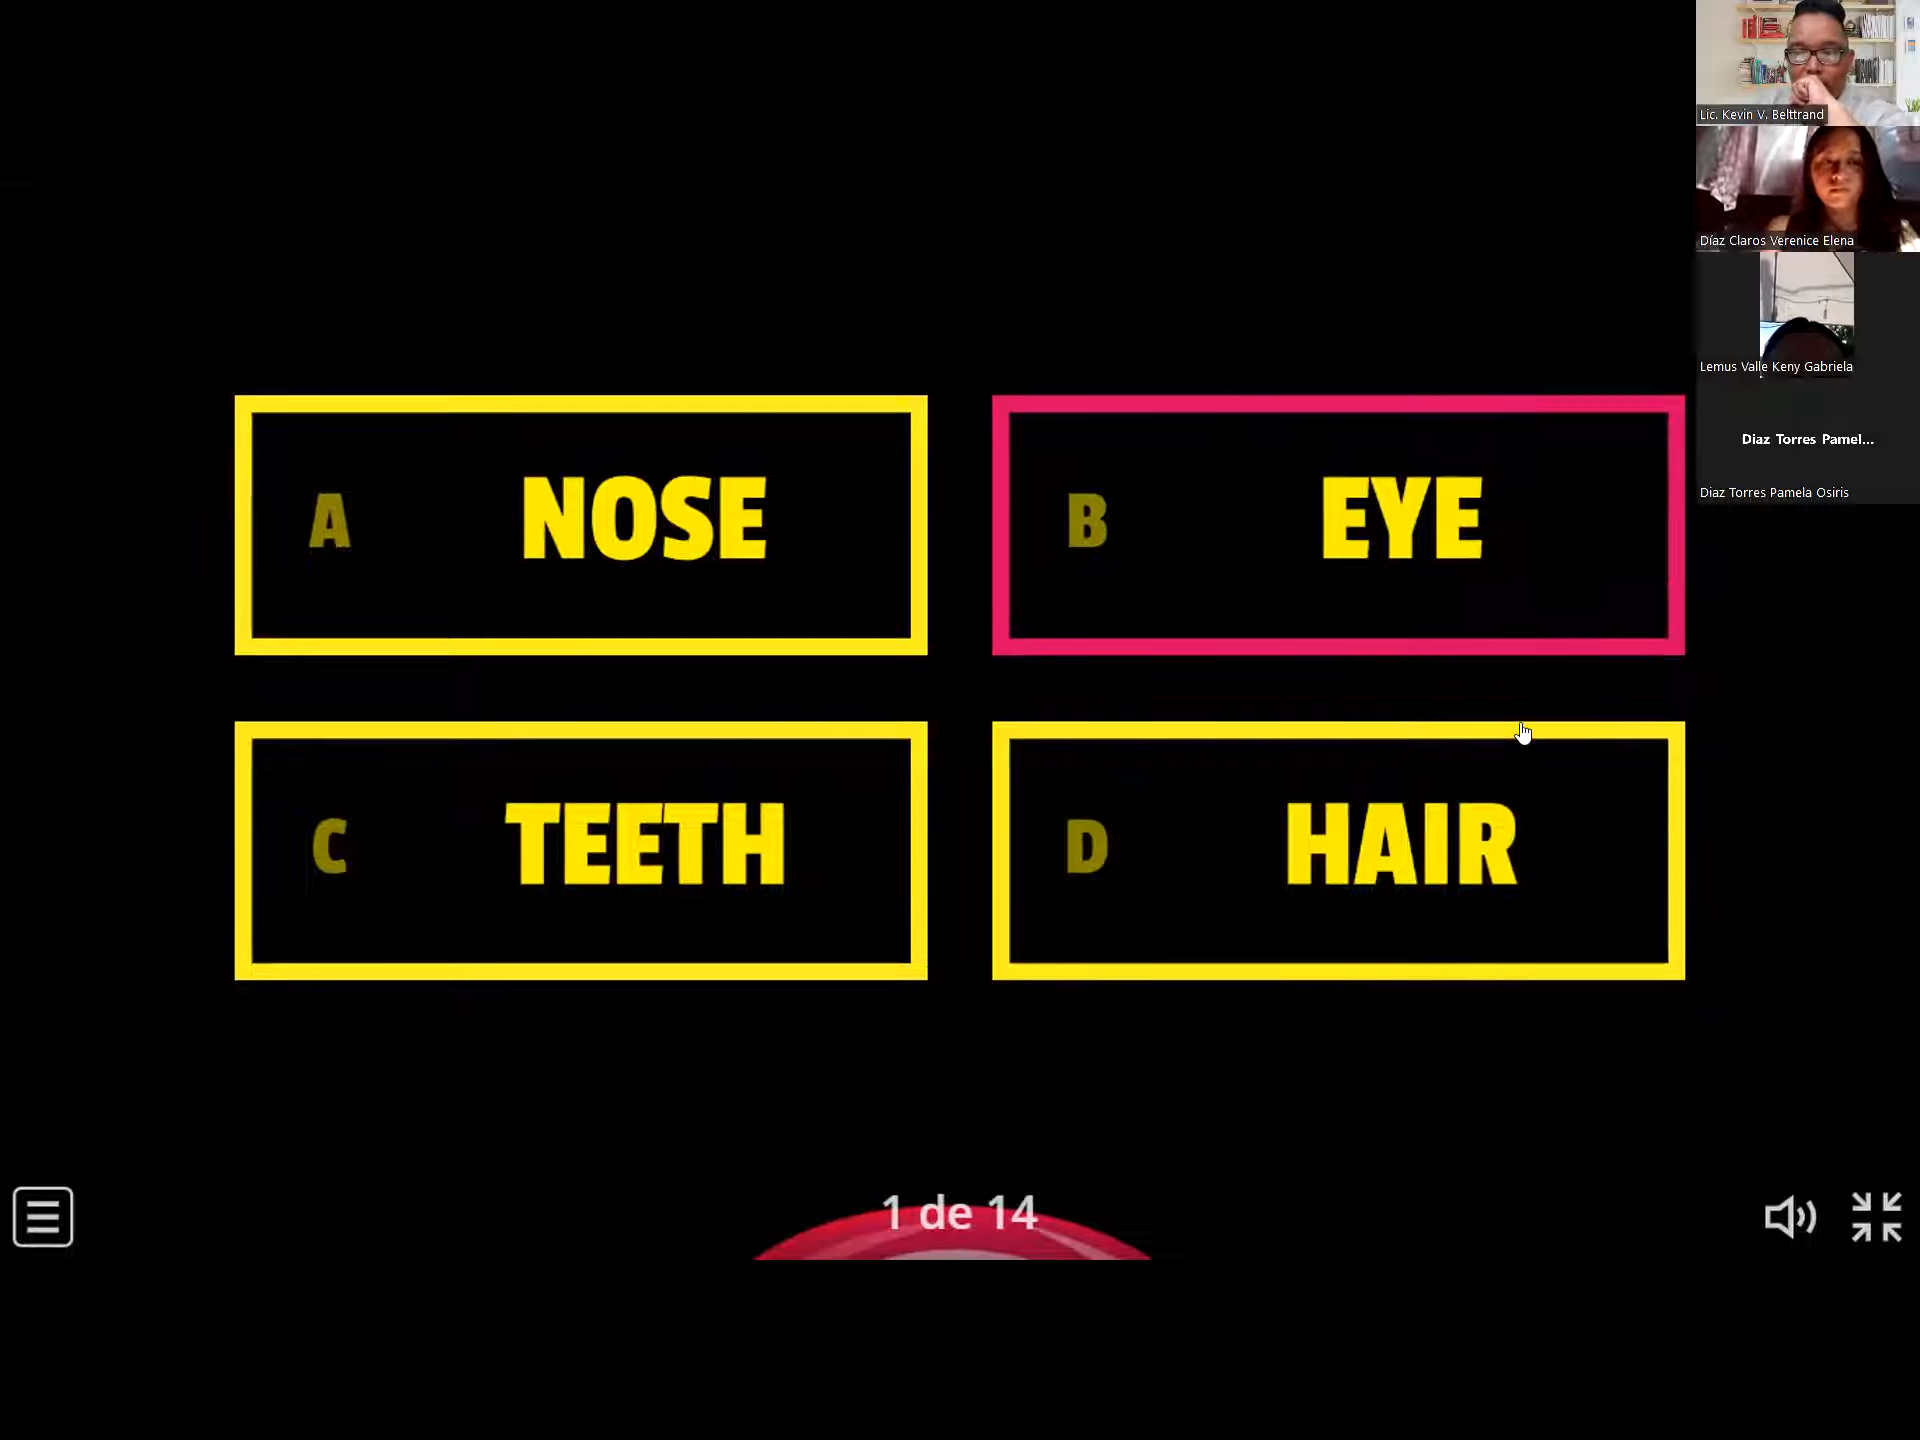 A NOSE
B EYE
C TEETH
D HAIR
1 de 14
Lic. Kevin V. Belttrand
Díaz Claros Verenice Elena
Lemus Valle Keny Gabriela
Diaz Torres Pamel...
Diaz Torres Pamela Osiris